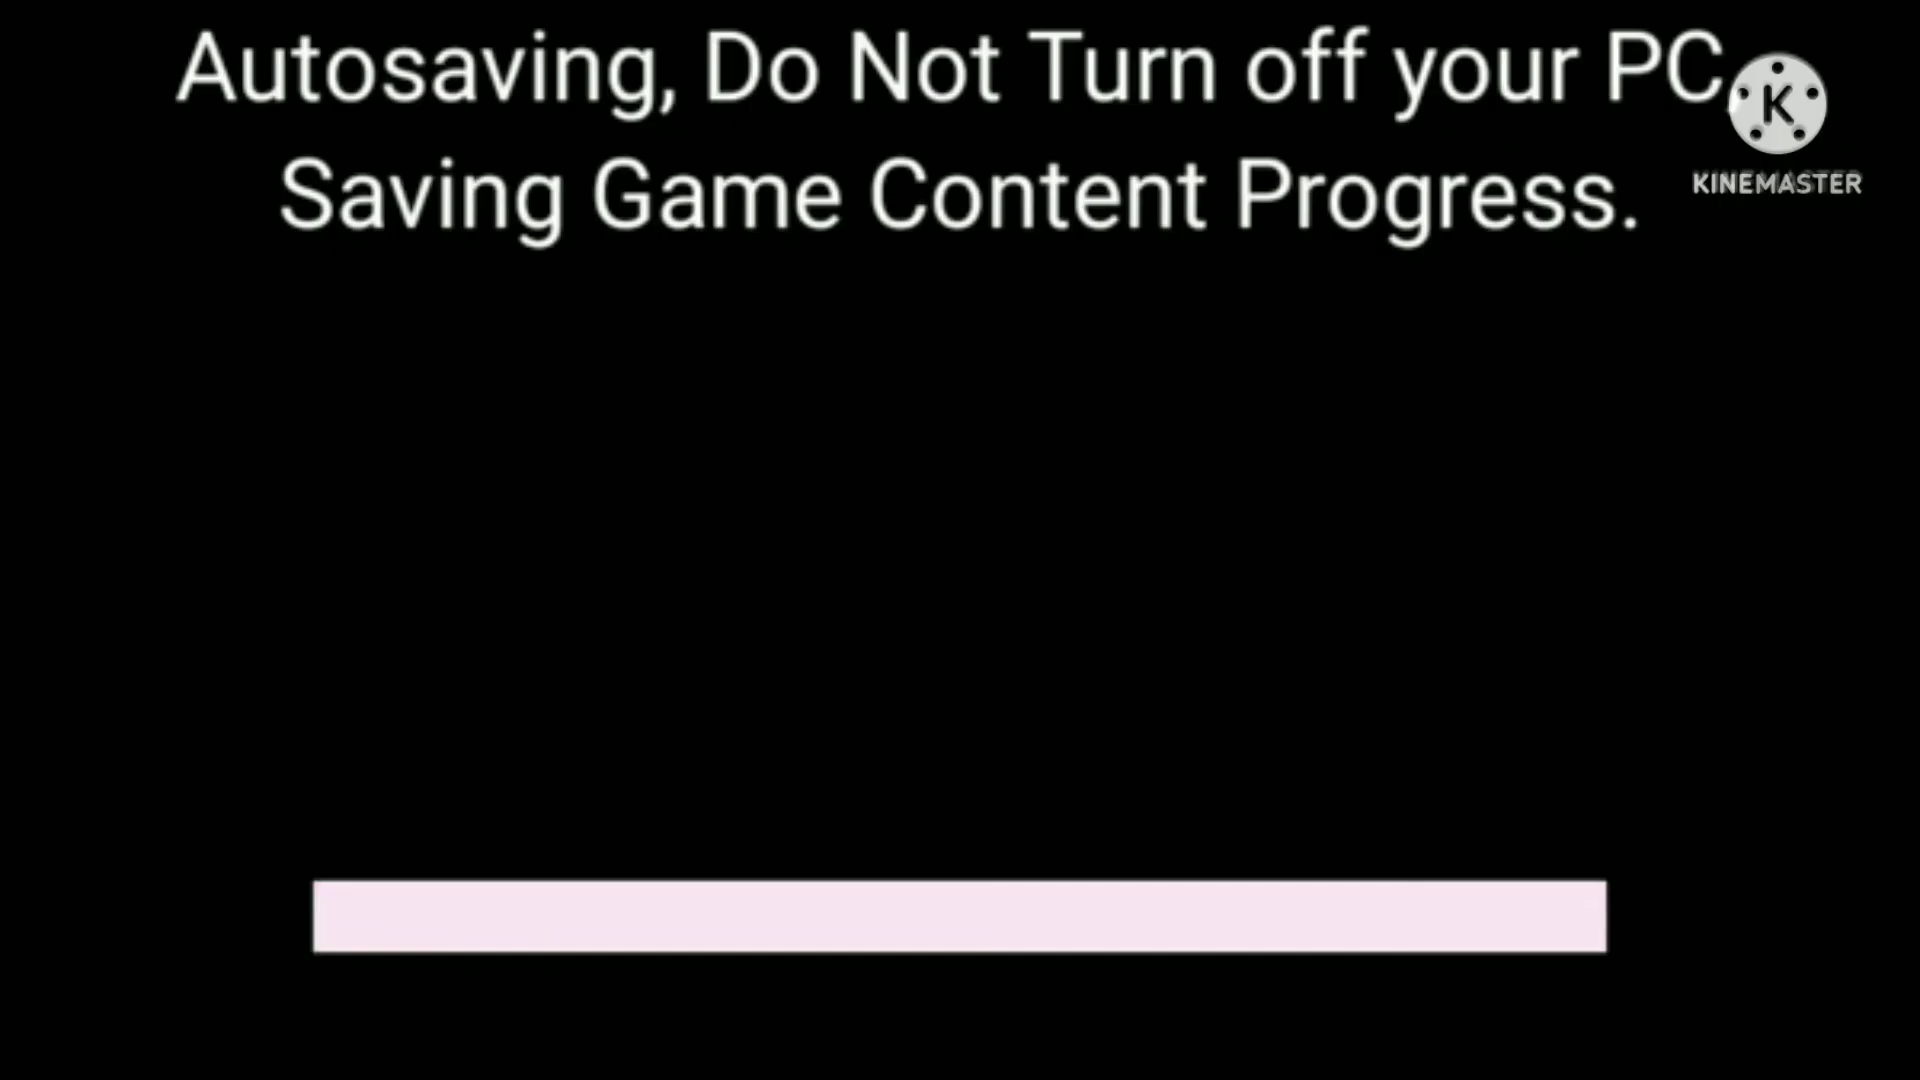 Autosaving, Do Not Turn off your PC,
Saving Game Content Progress.
K
KINEMASTER